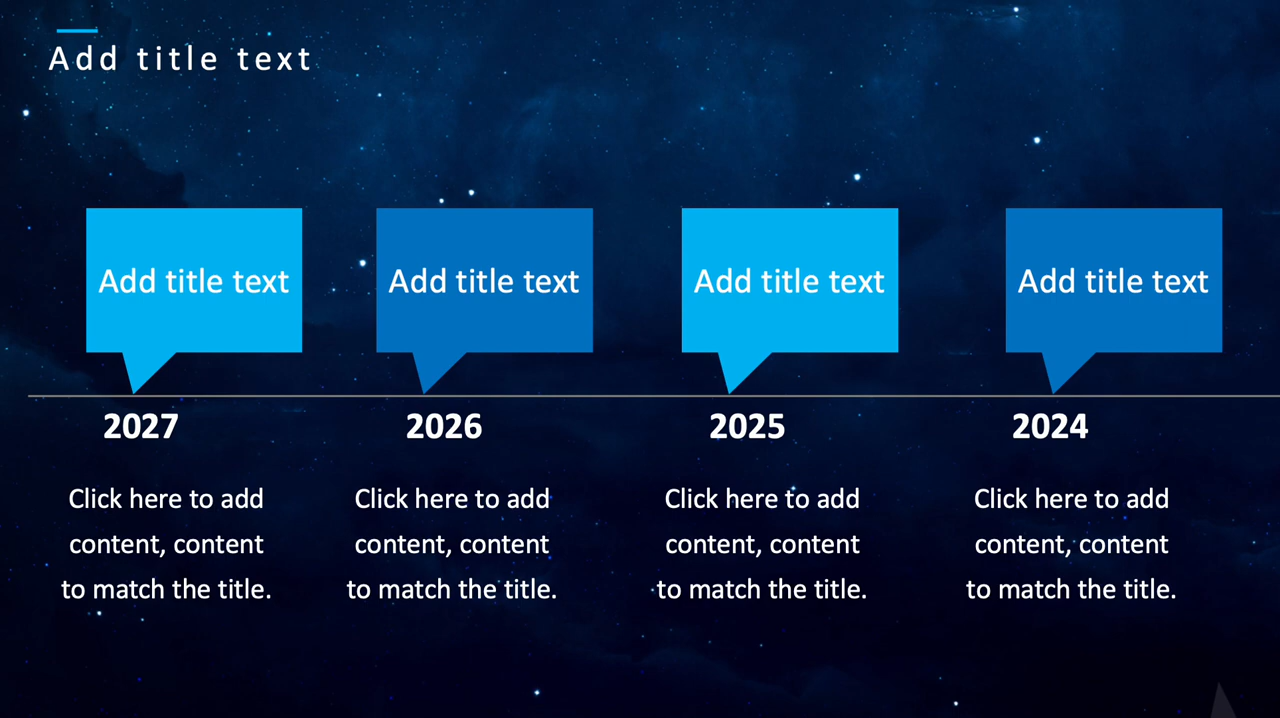 Add title text
Add title text
Add title text
Add title text
Add title text
2027
2026
2025
2024
Click here to add
content, content
to match the title.
Click here to add
content, content
to match the title.
Click here to add
content, content
to match the title.
Click here to add
content, content
to match the title.